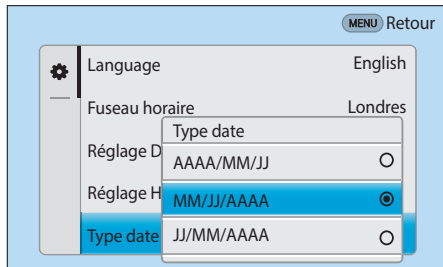 MENU Retour
Language English
Fuseau horaire Londres
Type date
Réglage D
AAAA/MM/JJ
Réglage H
MM/JJ/AAAA
Type date
JJ/MM/AAAA